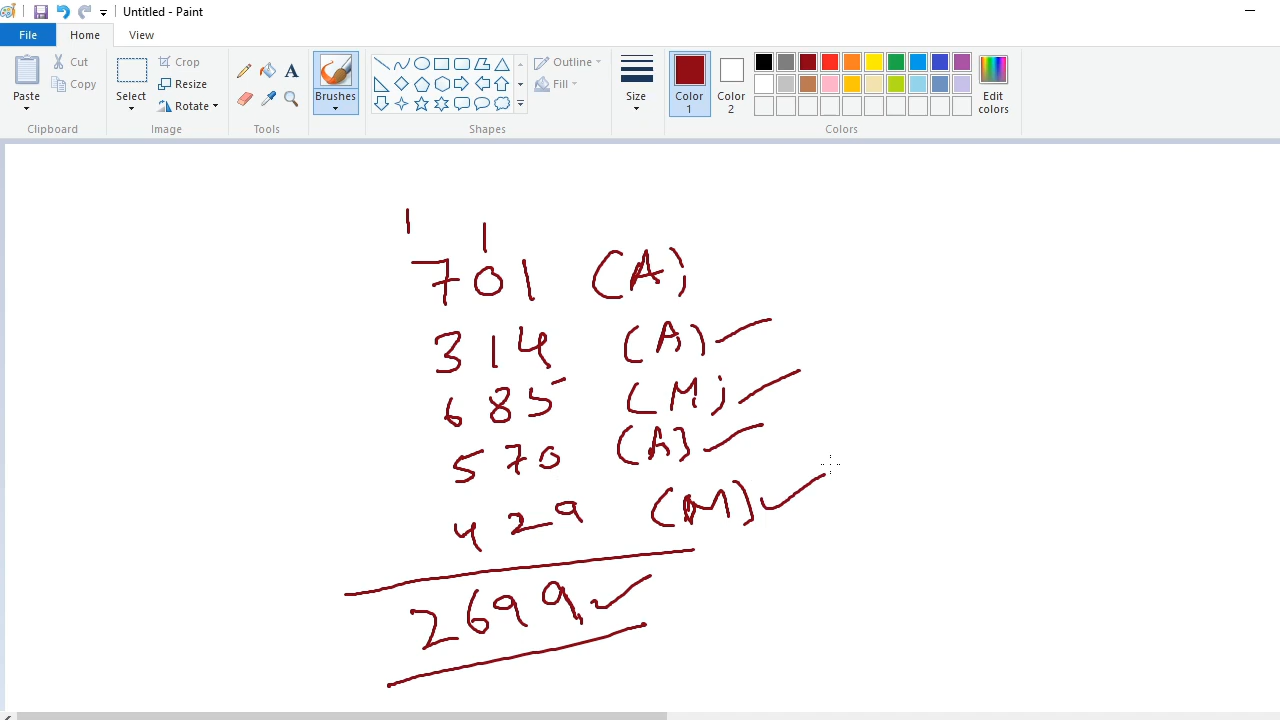 Untitled - Paint
File Home View
Paste Cut Copy Clipboard
Select Crop Resize Rotate Image
A Tools
Brushes
Shapes Outline Fill
Size
Color 1 Color 2 Edit colors Colors
1 1
701 (A)
314 (A)
685 (M)
570 (A)
429 (M)
2699